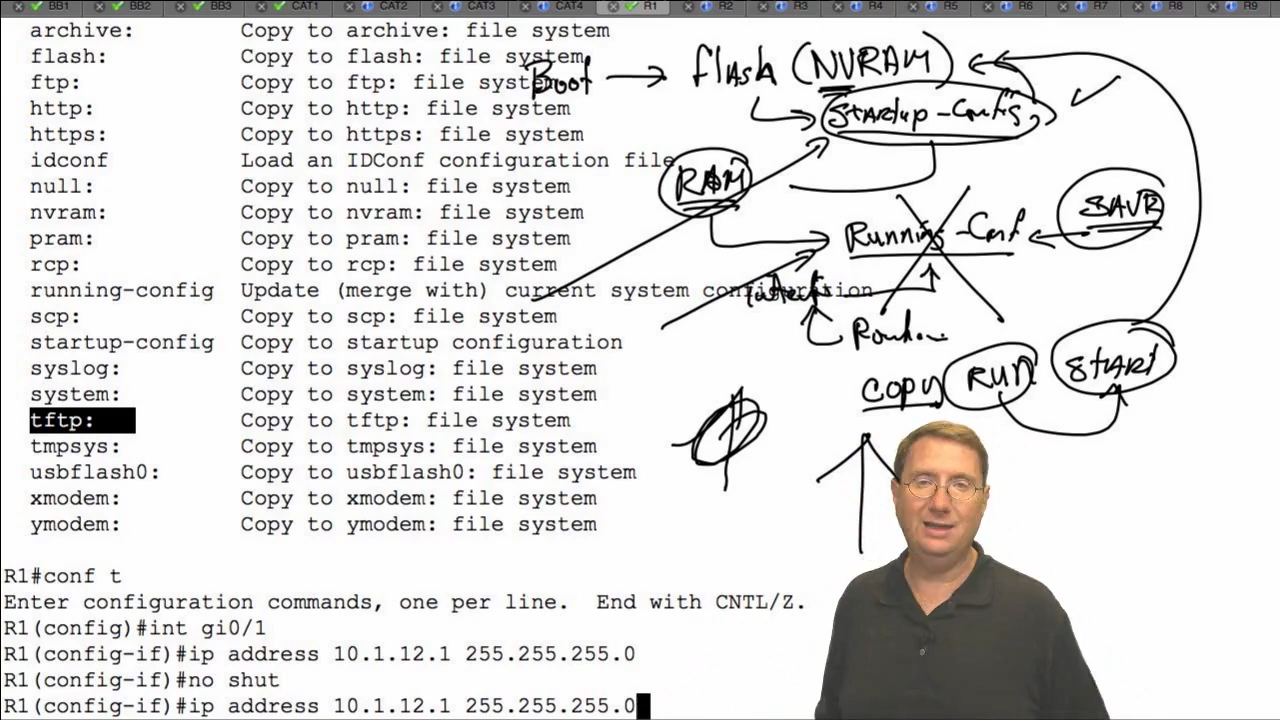 BB1 BB2 BB3 CAT1 CAT2 CAT3 CAT4 R1 R2 R3 R4 R5 R6 R7 R8 R9
archive: Copy to archive: file system
flash: Copy to flash: file system
ftp: Copy to ftp: file system
http: Copy to http: file system
https: Copy to https: file system
idconf Load an IDConf configuration file
null: Copy to null: file system
nvram: Copy to nvram: file system
pram: Copy to pram: file system
rcp: Copy to rcp: file system
running-config Update (merge with) current system configuration
scp: Copy to scp: file system
startup-config Copy to startup configuration
syslog: Copy to syslog: file system
system: Copy to system: file system
tftp: Copy to tftp: file system
tmpsys: Copy to tmpsys: file system
usbflash0: Copy to usbflash0: file system
xmodem: Copy to xmodem: file system
ymodem: Copy to ymodem: file system
R1#conf t
Enter configuration commands, one per line. End with CNTL/Z.
R1(config)#int gi0/1
R1(config-if)#ip address 10.1.12.1 255.255.255.0
R1(config-if)#no shut
R1(config-if)#ip address 10.1.12.1 255.255.255.0
Boot flash (NVRAM)
Startup-Config
RAM
Running-Conf SAVE
copy RUN START